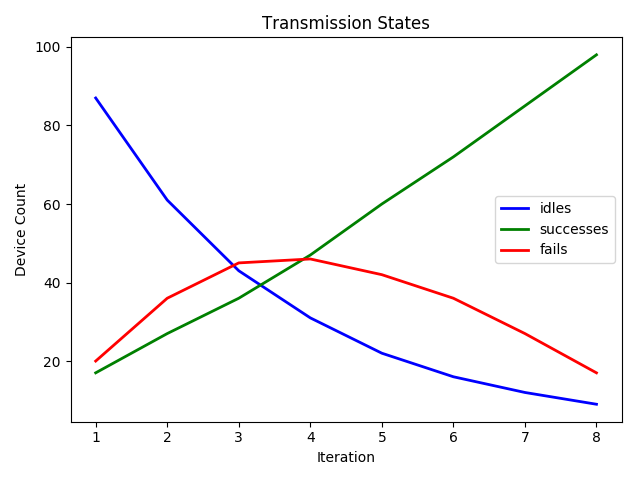 Transmission States
Device Count
100
80
60
40
20
idles
successes
fails
1 2 3 4 5 6 7 8
Iteration